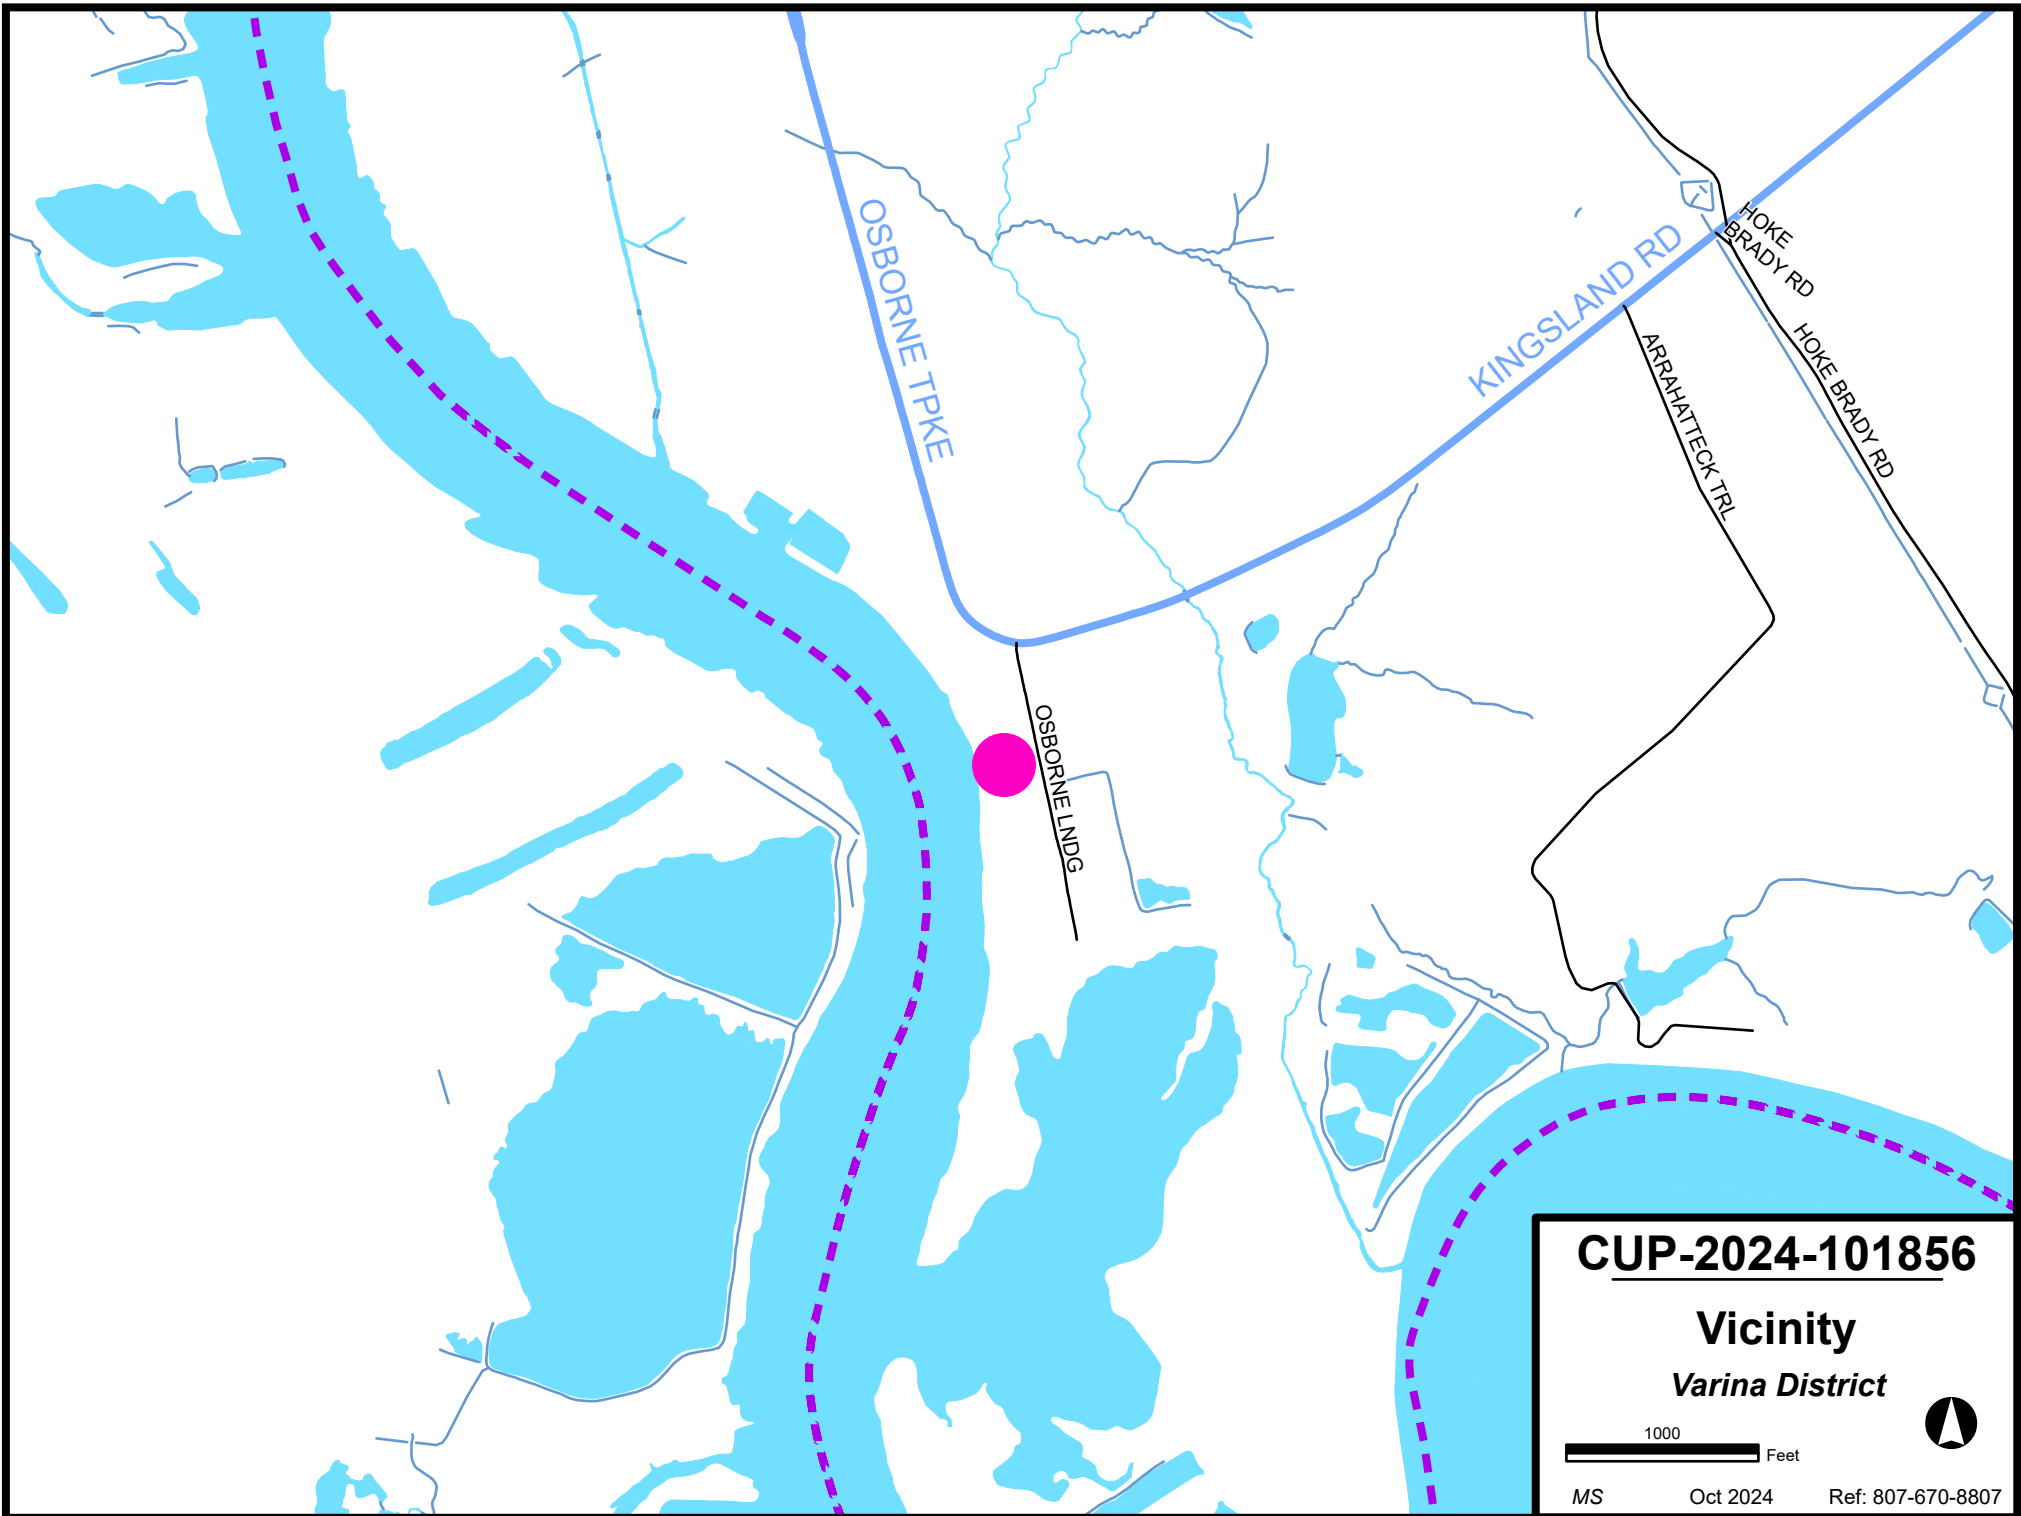 OSBORNE TPKE
KINGSLAND RD
HOKE
BRADY RD
HOKE BRADY RD
ARRAHATTECK TRL
OSBORNE LNDG
CUP-2024-101856
Vicinity
Varina District
1000
Feet
MS Oct 2024 Ref: 807-670-8807